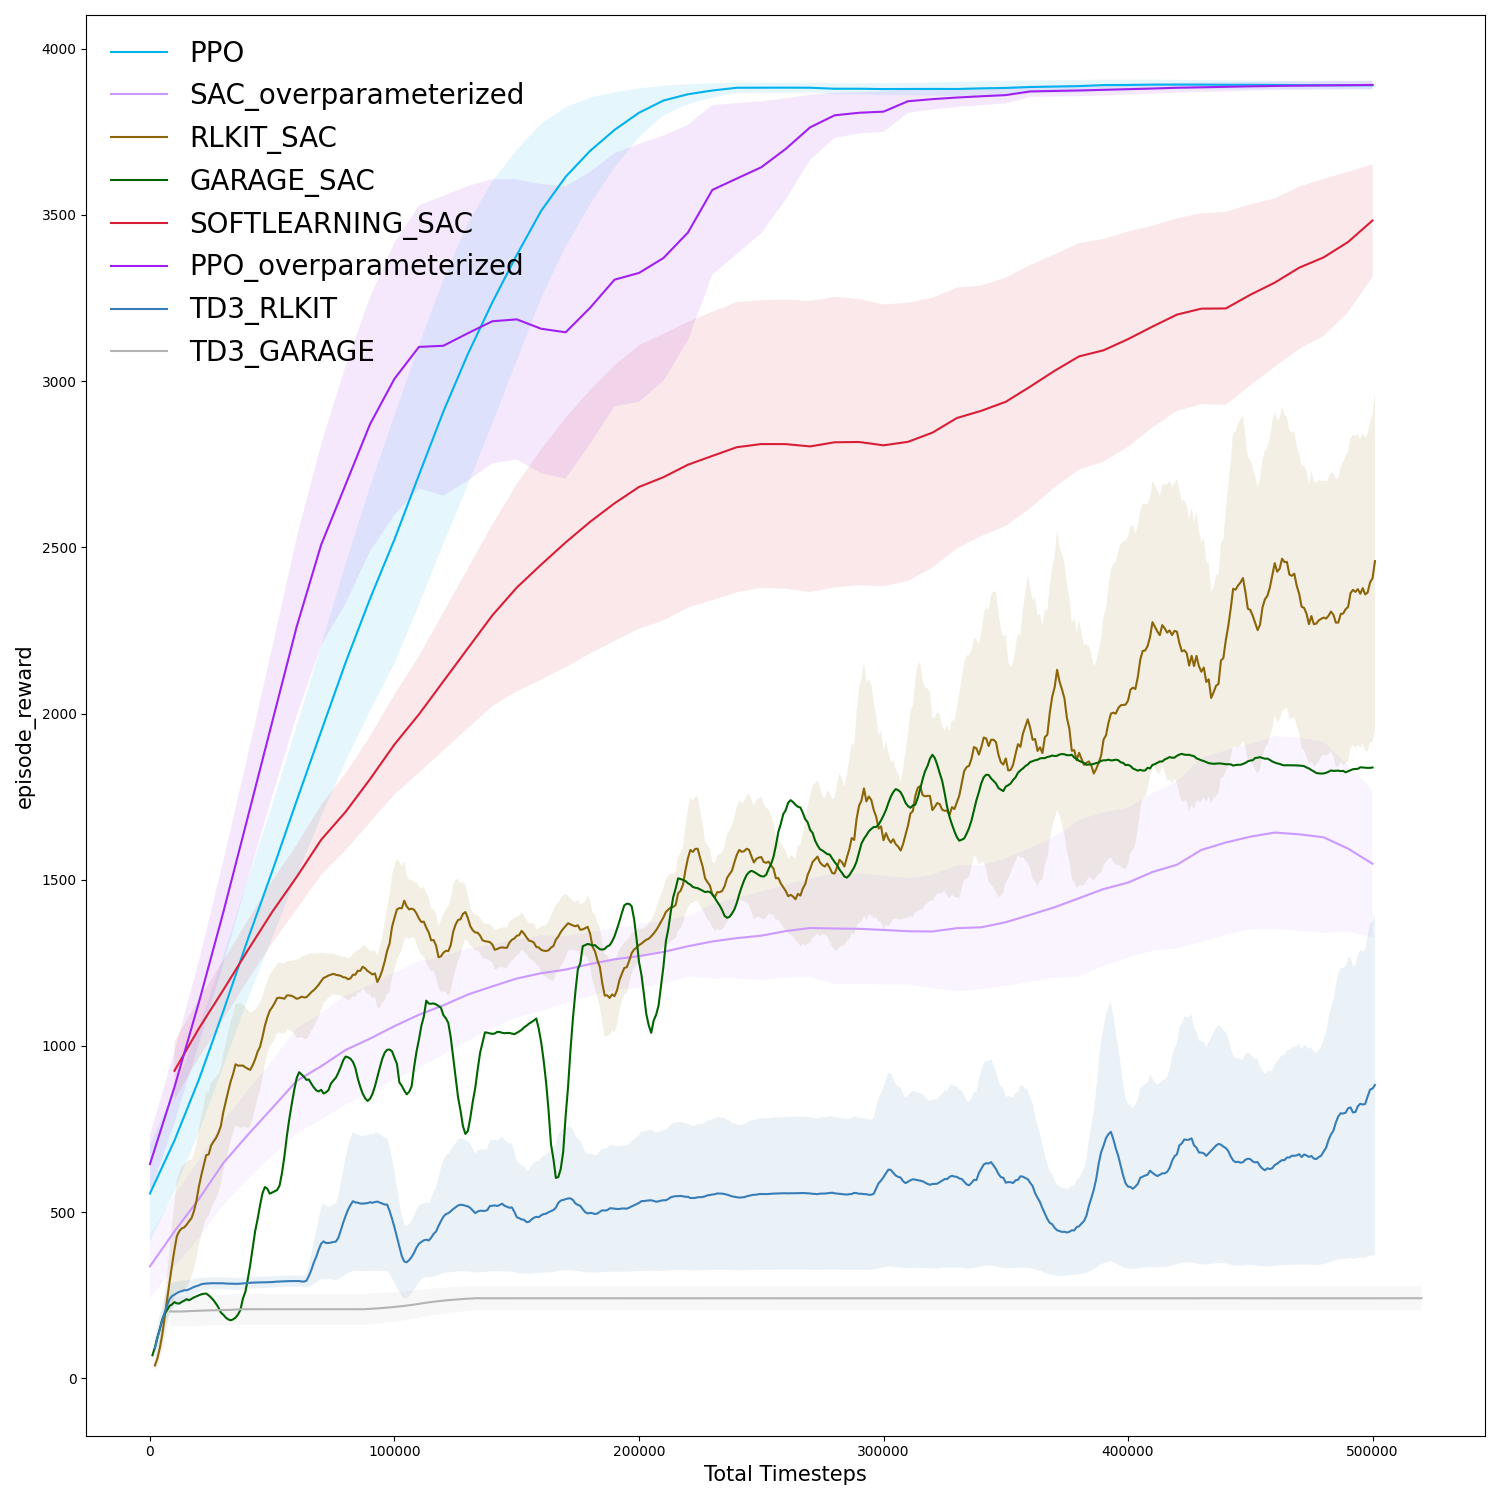 PPO
SAC_overparameterized
RLKIT_SAC
GARAGE_SAC
SOFTLEARNING_SAC
PPO_overparameterized
TD3_RLKIT
TD3_GARAGE
4000
3500
3000
2500
2000
1500
1000
500
0
episode_reward
0 100000 200000 300000 400000 500000
Total Timesteps